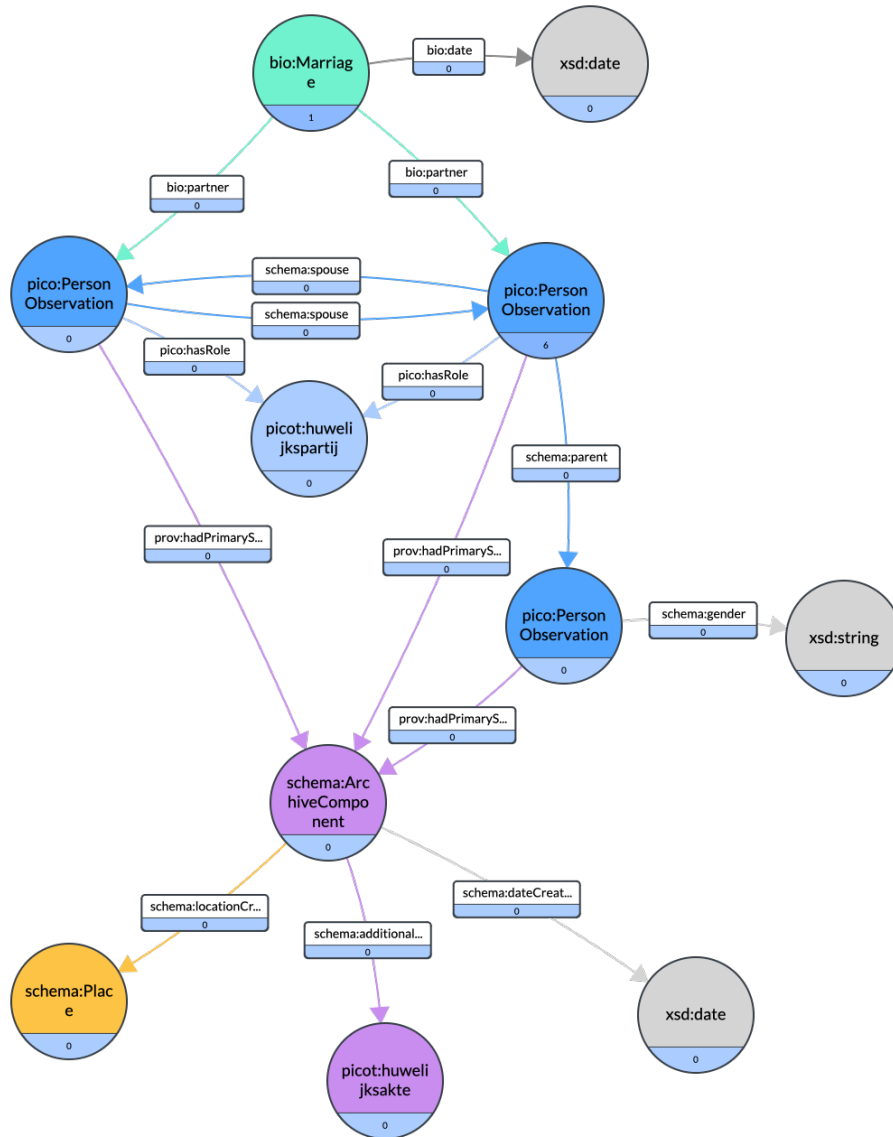 bio:Marriag
e
1
bio:date
0
xsd:date
0
bio:partner
0
bio:partner
0
pico:Person
Observation
0
schema:spouse
0
schema:spouse
0
pico:Person
Observation
6
pico:hasRole
0
pico:hasRole
0
picot:huweli
jkspartij
0
schema:parent
0
prov:hadPrimaryS...
0
prov:hadPrimaryS...
0
pico:Person
Observation
0
schema:gender
0
xsd:string
0
prov:hadPrimaryS...
0
schema:Arc
hiveCompo
nent
0
schema:locationCr...
0
schema:additional...
0
schema:dateCreat...
0
schema:Plac
e
0
picot:huweli
jksakte
0
xsd:date
0